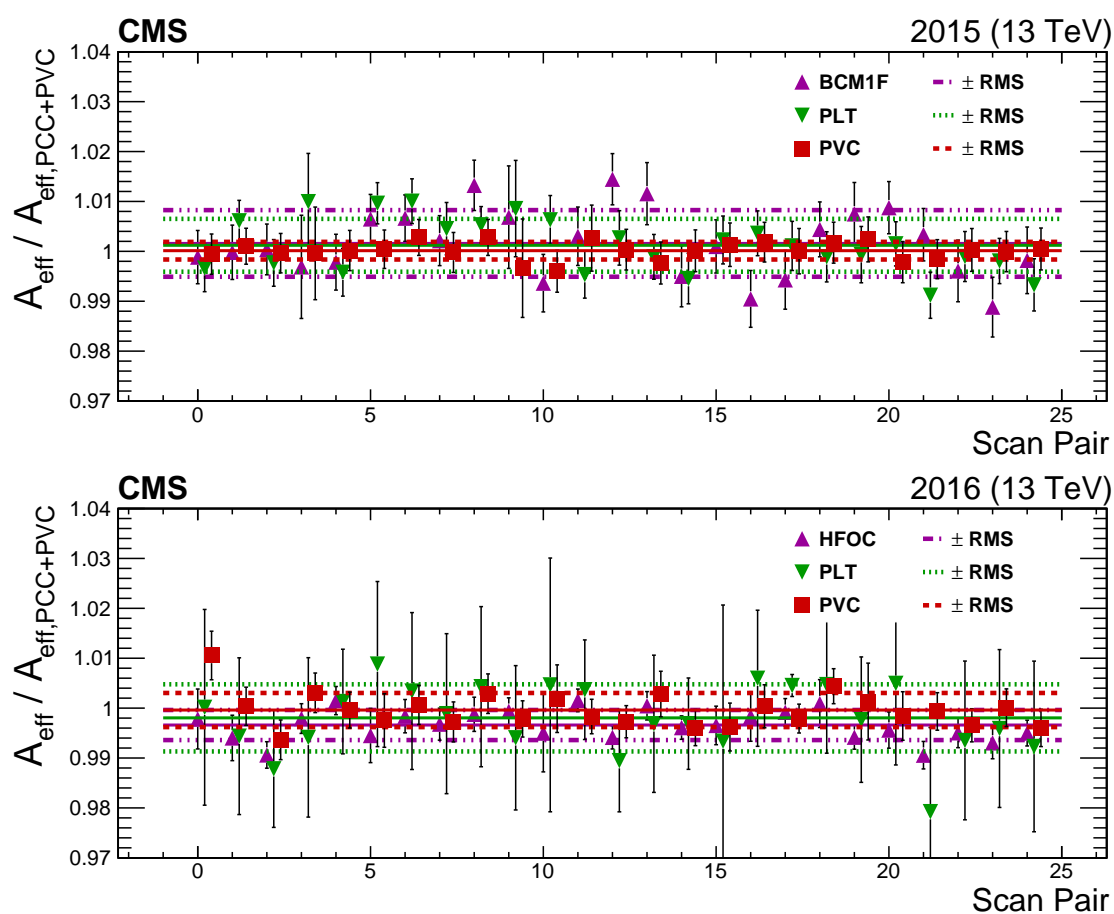 CMS 2015 (13 TeV)
A_eff / A_eff,PCC+PVC
1.04
1.03
1.02
1.01
1
0.99
0.98
0.97
BCM1F ± RMS
PLT ± RMS
PVC ± RMS
0 5 10 15 20 25
Scan Pair
CMS 2016 (13 TeV)
A_eff / A_eff,PCC+PVC
1.04
1.03
1.02
1.01
1
0.99
0.98
0.97
HFOC ± RMS
PLT ± RMS
PVC ± RMS
0 5 10 15 20 25
Scan Pair